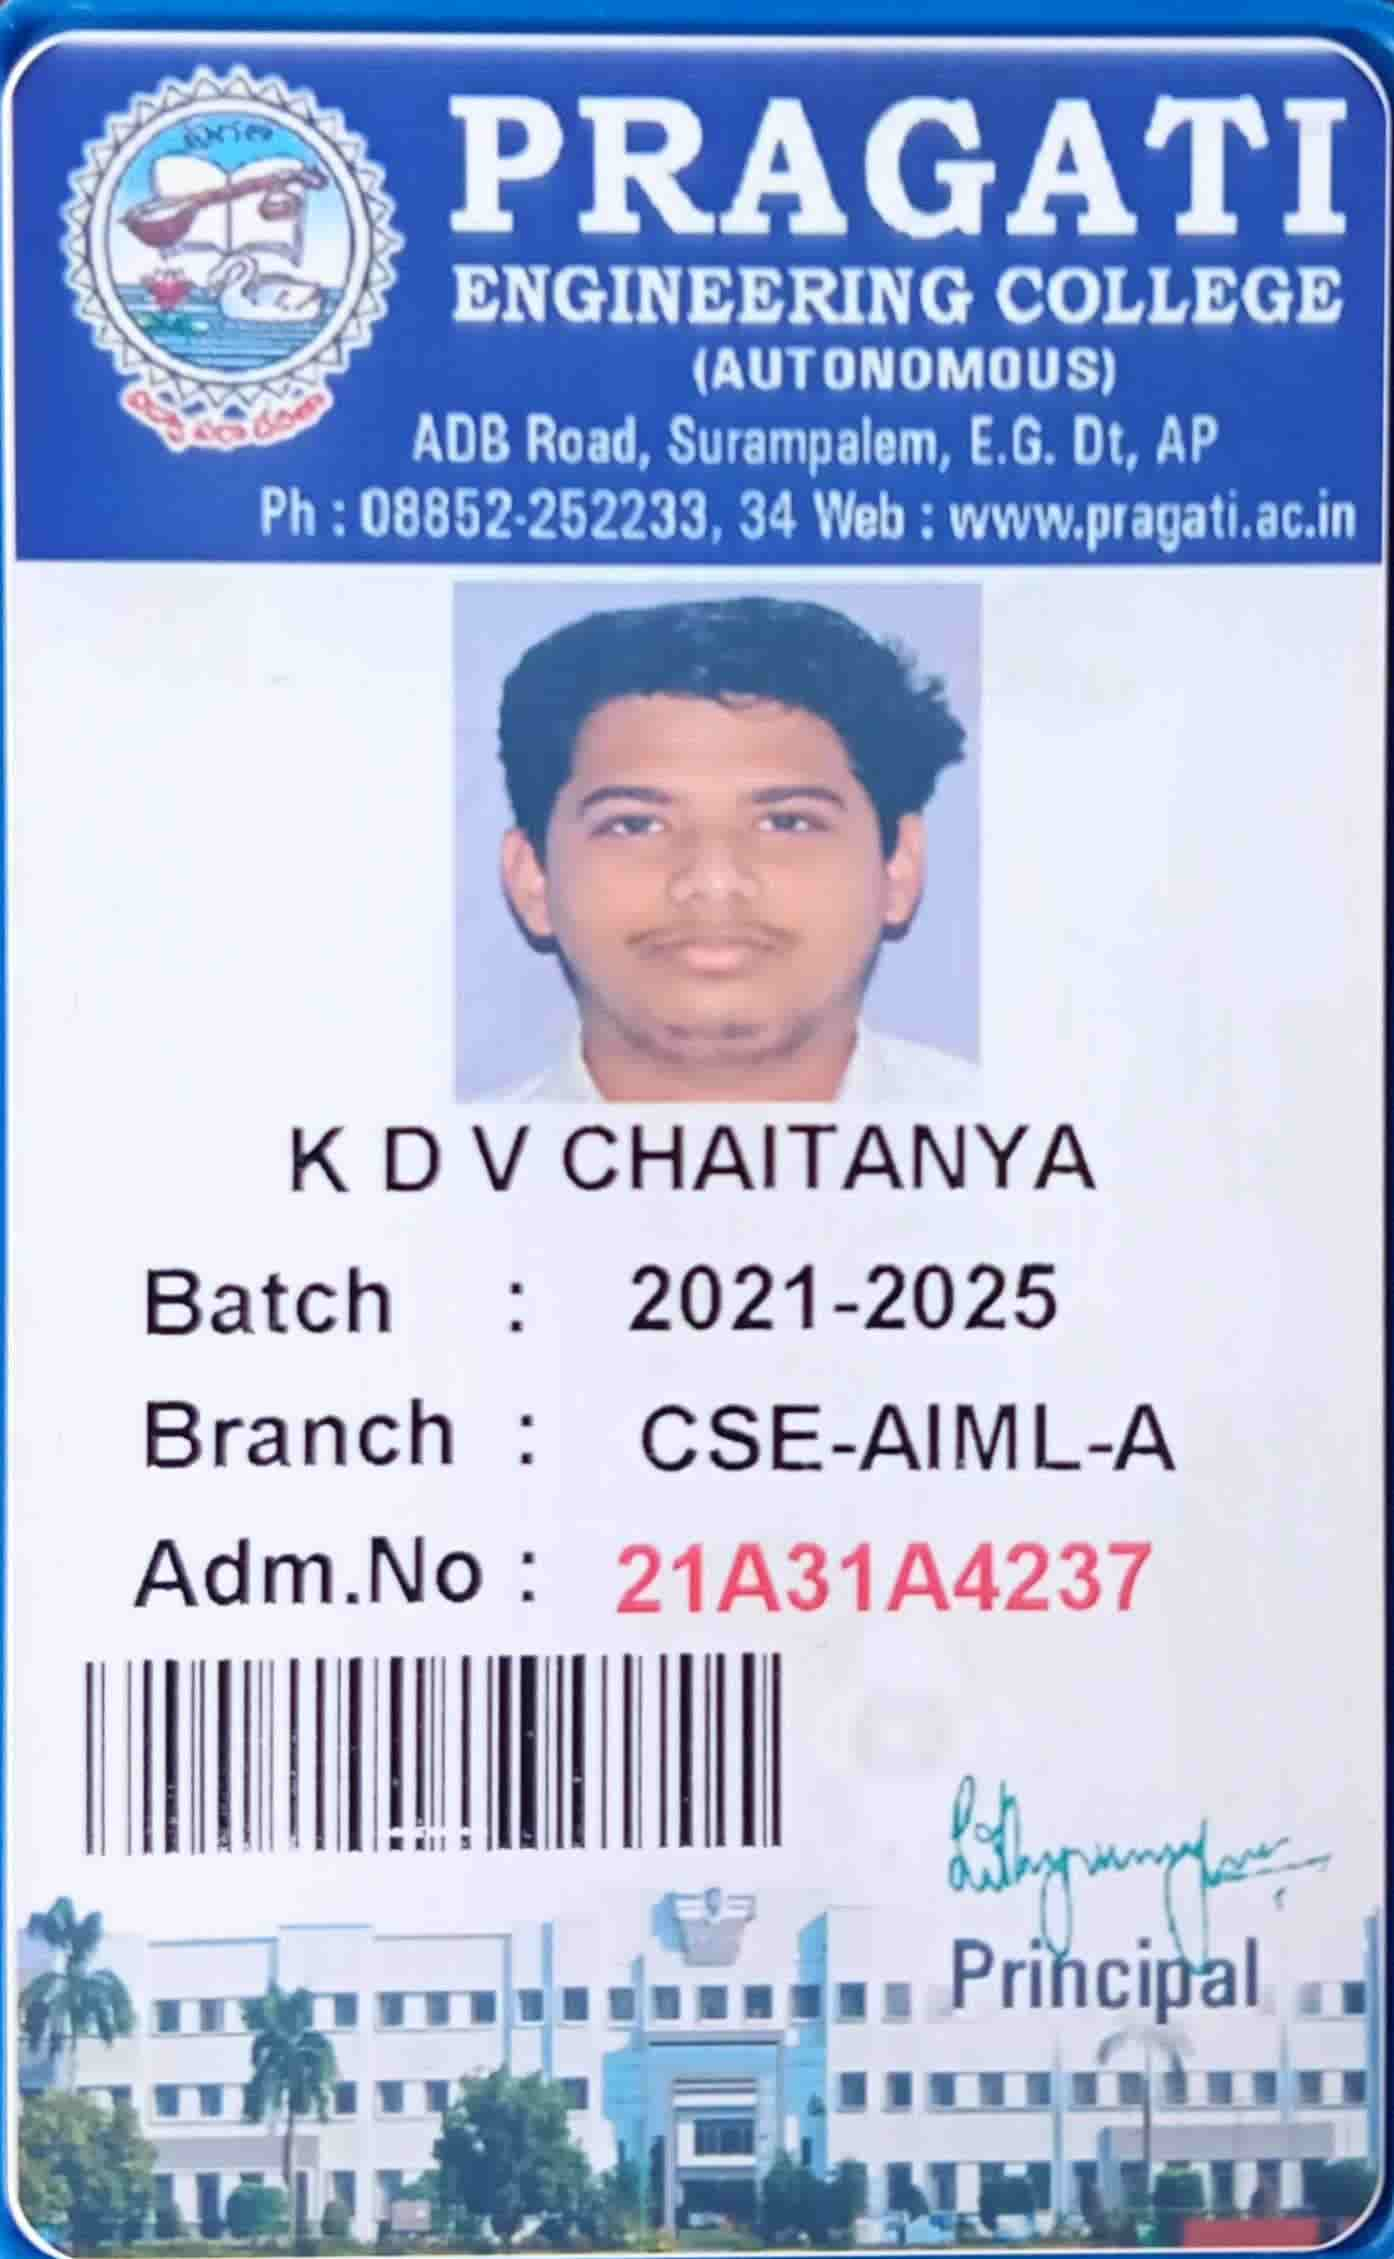 PRAGATI
ENGINEERING COLLEGE
(AUTONOMOUS)
ADB Road, Surampalem, E.G. Dt, AP
Ph : 08852-252233, 34 Web : www.pragati.ac.in
K D V CHAITANYA
Batch : 2021-2025
Branch : CSE-AIML-A
Adm.No : 21A31A4237
Principal